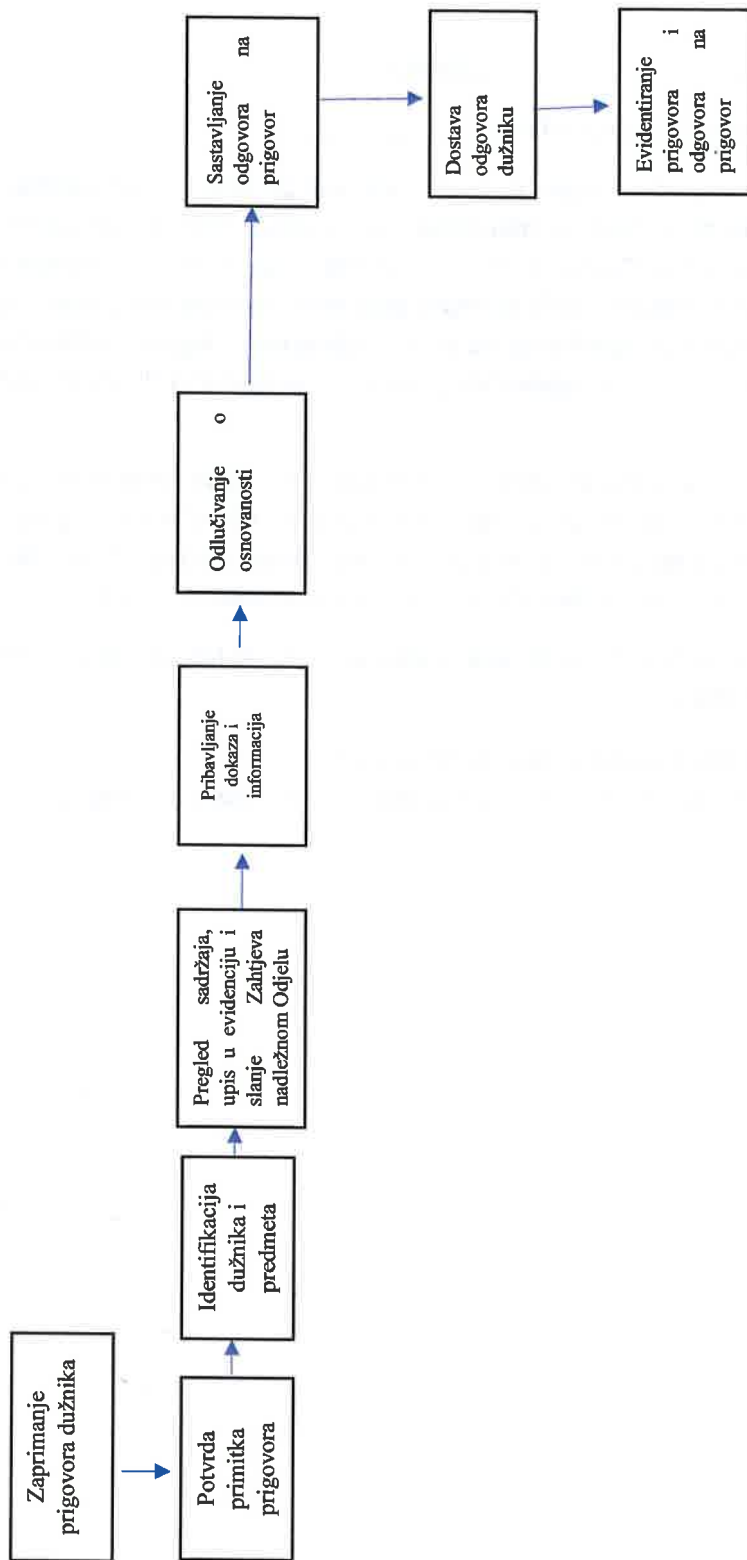 Zaprimanje
prigovora dužnika
Potvrda
primitka
prigovora
Identifikacija
dužnika i
predmeta
Pregled sadržaja,
upis u evidenciju i
slanje Zahtjeva
nadležnom Odjelu
Pribavljanje
dokaza i
informacija
Odlučivanje o
osnovanosti
Sastavljanje
odgovora na
prigovor
Dostava
odgovora
dužniku
Evidentiranje
prigovora i
odgovora na
prigovor